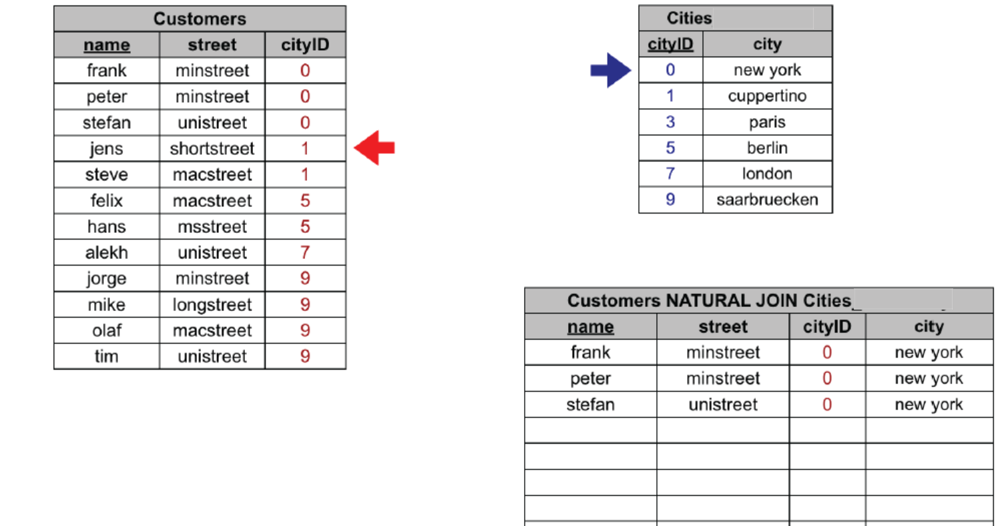 Customers
name street cityID
frank minstreet 0
peter minstreet 0
stefan unistreet 0
jens shortstreet 1
steve macstreet 1
felix macstreet 5
hans msstreet 5
alekh unistreet 7
jorge minstreet 9
mike longstreet 9
olaf macstreet 9
tim unistreet 9
Cities
cityID city
0 new york
1 cuppertino
3 paris
5 berlin
7 london
9 saarbruecken
Customers NATURAL JOIN Cities_
name street cityID city
frank minstreet 0 new york
peter minstreet 0 new york
stefan unistreet 0 new york